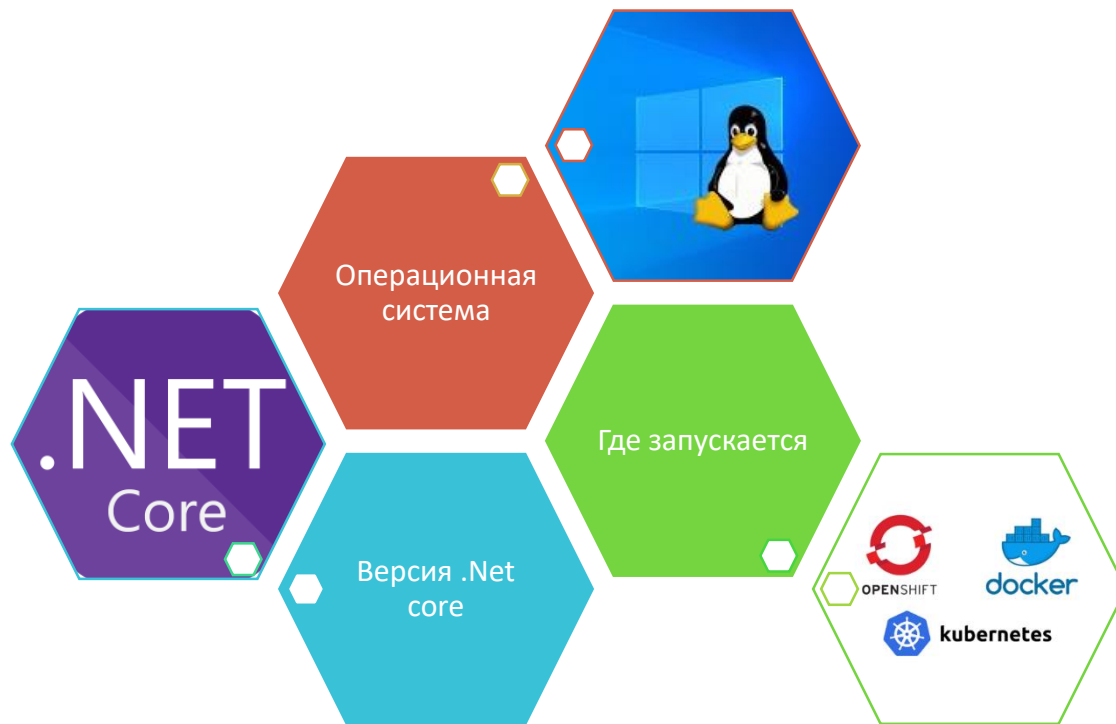 Операционная
система
.NET
Core
Где запускается
Версия .Net
core
OPENSHIFT
docker
kubernetes